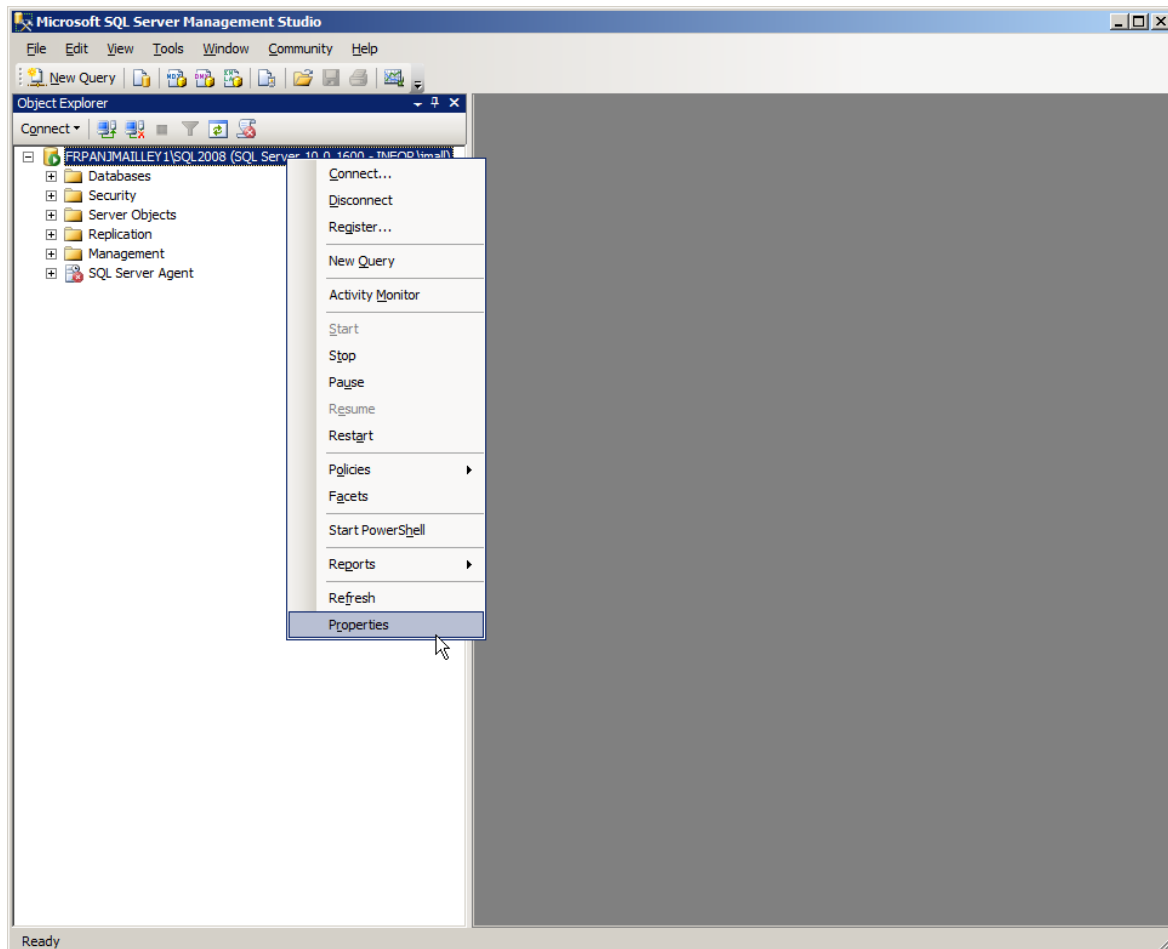 Microsoft SQL Server Management Studio
File Edit View Tools Window Community Help
New Query
Object Explorer
Connect
FRPANJMAILLEY1\SQL2008 (SQL Server 10.0.1600 - INFOR\jmall)
Databases
Security
Server Objects
Replication
Management
SQL Server Agent
Connect...
Disconnect
Register...
New Query
Activity Monitor
Start
Stop
Pause
Resume
Restart
Policies
Facets
Start PowerShell
Reports
Refresh
Properties
Ready